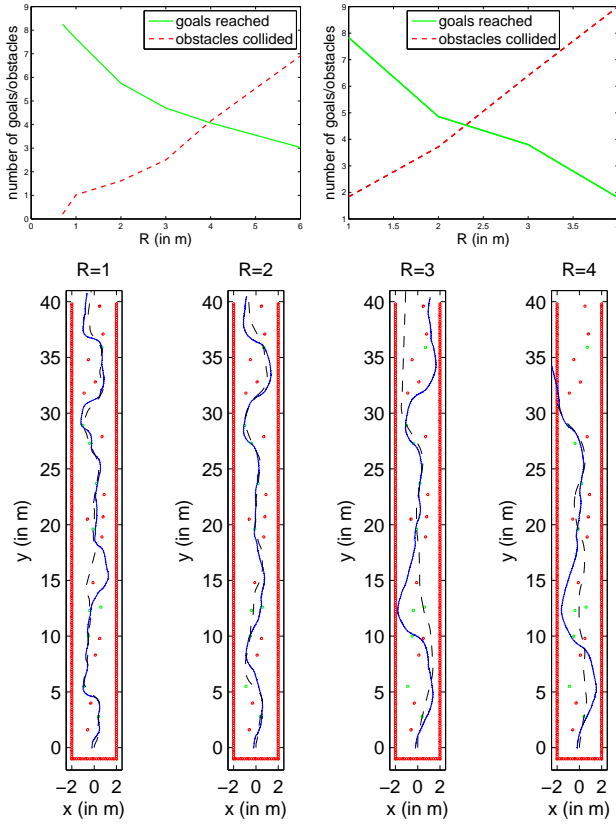 goals reached
obstacles collided
number of goals/obstacles
9
8
7
6
5
4
3
2
1
0
0 1 2 3 4 5 6
R (in m)
goals reached
obstacles collided
number of goals/obstacles
9
8
7
6
5
4
3
2
1
1 1.5 2 2.5 3 3.5 4
R (in m)
R=1
y (in m)
40
35
30
25
20
15
10
5
0
−2 0 2
x (in m)
R=2
y (in m)
40
35
30
25
20
15
10
5
0
−2 0 2
x (in m)
R=3
y (in m)
40
35
30
25
20
15
10
5
0
−2 0 2
x (in m)
R=4
y (in m)
40
35
30
25
20
15
10
5
0
−2 0 2
x (in m)